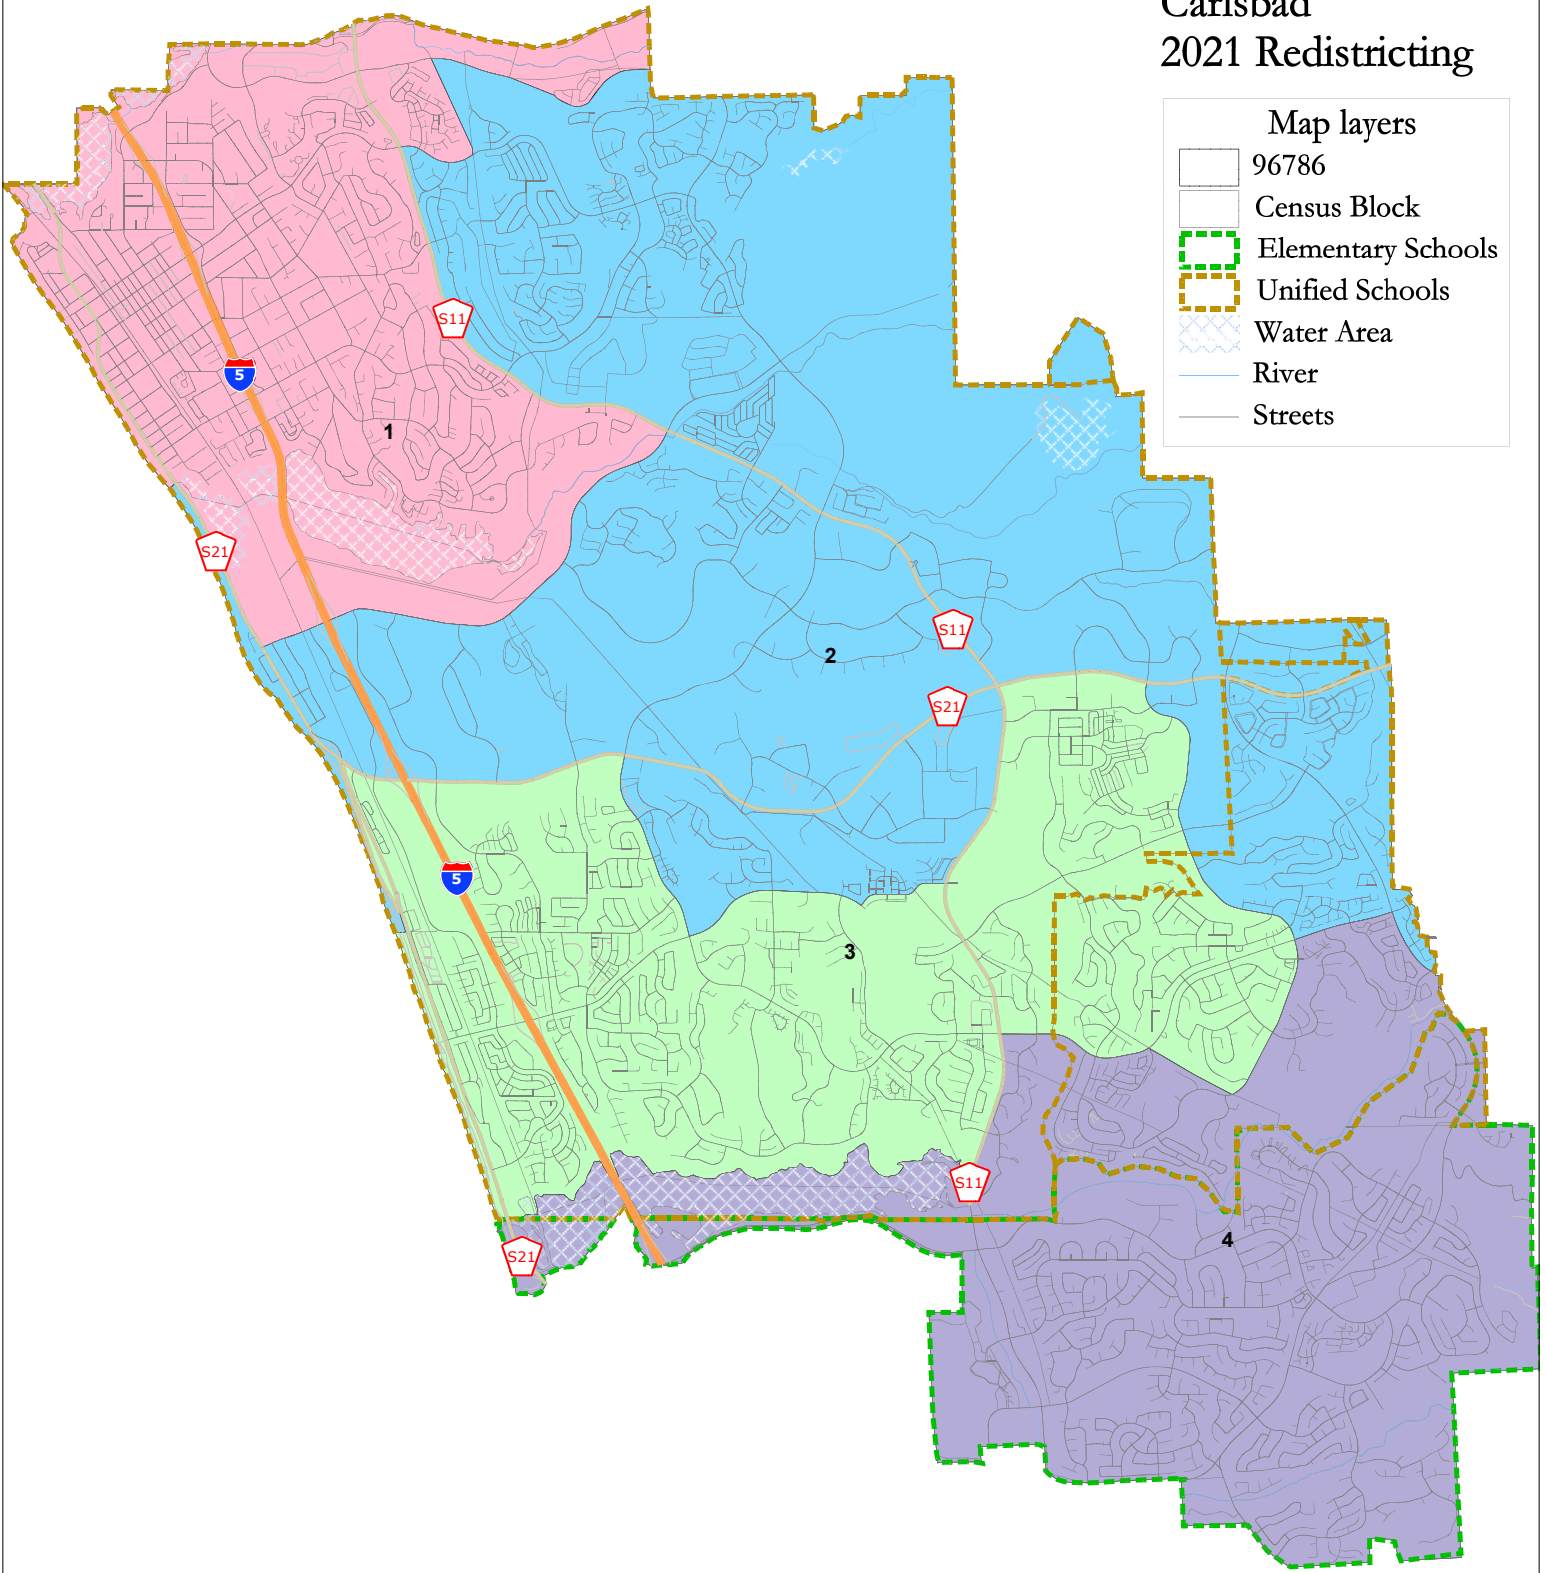 Carlsbad
2021 Redistricting
Map layers
96786
Census Block
Elementary Schools
Unified Schools
Water Area
River
Streets
S11
5
1
S21
S11
2
S21
5
3
S11
4
S21